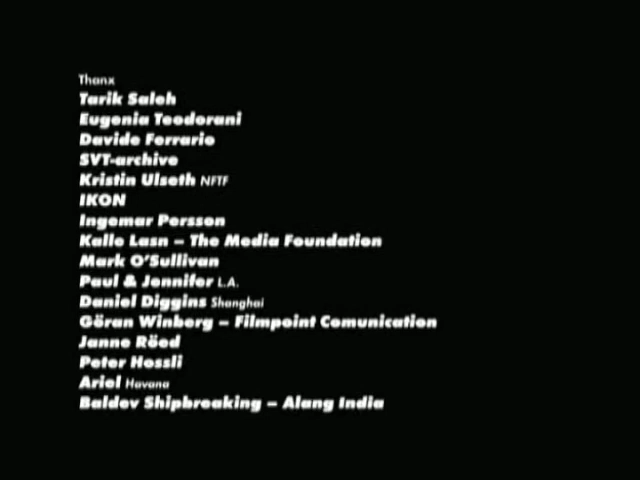 Thanx
Tarik Saleh
Eugenia Teodorani
Davide Ferrario
SVT-archive
Kristin Ulseth NFTF
IKON
Ingemar Persson
Kalle Lasn – The Media Foundation
Mark O'Sullivan
Paul & Jennifer L.A.
Daniel Diggins Shanghai
Göran Winberg – Filmpoint Comunication
Janne Röed
Peter Hossli
Ariel Havana
Baldev Shipbreaking – Alang India